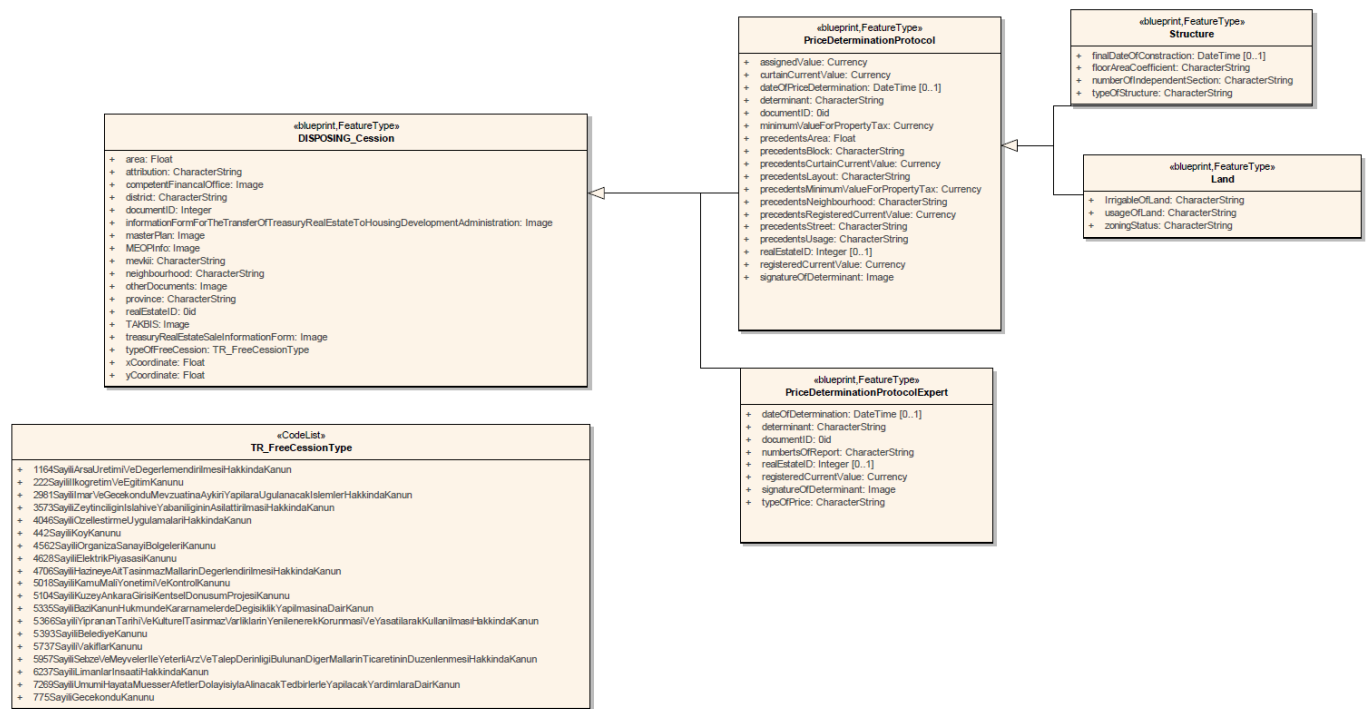 «blueprint,FeatureType»
DISPOSING_Cession
+ area: Float
+ attribution: CharacterString
+ competentFinancalOffice: Image
+ district: CharacterString
+ documentID: Integer
+ informationFormForTheTransferOfTreasuryRealEstateToHousingDevelopmentAdministration: Image
+ masterPlan: Image
+ MEOPInfo: Image
+ mevkii: CharacterString
+ neighbourhood: CharacterString
+ otherDocuments: Image
+ province: CharacterString
+ realEstateID: 0id
+ TAKBIS: Image
+ treasuryRealEstateSaleInformationForm: Image
+ typeOfFreeCession: TR_FreeCessionType
+ xCoordinate: Float
+ yCoordinate: Float
«blueprint,FeatureType»
PriceDeterminationProtocol
+ assignedValue: Currency
+ curtainCurrentValue: Currency
+ dateOfPriceDetermination: DateTime [0..1]
+ determinant: CharacterString
+ documentID: 0id
+ minimumValueForPropertyTax: Currency
+ precedentsArea: Float
+ precedentsBlock: CharacterString
+ precedentsCurtainCurrentValue: Currency
+ precedentsLayout: CharacterString
+ precedentsMinimumValueForPropertyTax: Currency
+ precedentsNeighbourhood: CharacterString
+ precedentsRegisteredCurrentValue: Currency
+ precedentsStreet: CharacterString
+ precedentsUsage: CharacterString
+ realEstateID: Integer [0..1]
+ registeredCurrentValue: Currency
+ signatureOfDeterminant: Image
«blueprint,FeatureType»
Structure
+ finalDateOfConstraction: DateTime [0..1]
+ floorAreaCoefficient: CharacterString
+ numberOfIndependentSection: CharacterString
+ typeOfStructure: CharacterString
«blueprint,FeatureType»
Land
+ IrrigableOfLand: CharacterString
+ usageOfLand: CharacterString
+ zoningStatus: CharacterString
«blueprint,FeatureType»
PriceDeterminationProtocolExpert
+ dateOfDetermination: DateTime [0..1]
+ determinant: CharacterString
+ documentID: 0id
+ numbertsOfReport: CharacterString
+ realEstateID: Integer [0..1]
+ registeredCurrentValue: Currency
+ signatureOfDeterminant: Image
+ typeOfPrice: CharacterString
«CodeList»
TR_FreeCessionType
+ 1164SayiliArsaUretimiVeDegerlemendirilmesiHakkindaKanun
+ 222SayiliIlkogretimVeEgitimKanunu
+ 2981SayiliImarVeGecekonduMevzuatinaAykiriYapilaraUgulanacakIslemlerHakkindaKanun
+ 3573SayiliZeytinciliginIslahiveYabaniligininAsilattirilmasiHakkindaKanun
+ 4046SayiliOzellestirmeUygulamalariHakkindaKanun
+ 442SayiliKoyKanunu
+ 4562SayiliOrganizaSanayiBolgeleriKanunu
+ 4628SayiliElektrikPiyasasiKanunu
+ 4706SayiliHazineyeAitTasinmazMallarinDegerlendirilmesiHakkindaKanun
+ 5018SayiliKamuMaliYonetimiVeKontrolKanunu
+ 5104SayiliKuzeyAnkaraGirisiKentselDonusumProjesiKanunu
+ 5335SayiliBaziKanunHukmundeKararnamelerdeDegisiklikYapilmasinaDairKanun
+ 5366SayiliYiprananTarihiVeKulturelTasinmazVarliklarinYenilenerekKorunmasiVeYasatilarakKullanilmasıHakkindaKanun
+ 5393SayiliBelediyeKanunu
+ 5737SayiliVakiflarKanunu
+ 5957SayiliSebzeVeMeyvelerIleYeterliArzVeTalepDerinligiBulunanDigerMallarinTicaretininDuzenlenmesiHakkindaKanun
+ 6237SayiliLimanlarInsaatiHakkindaKanun
+ 7269SayiliUmumiHayataMuesserAfetlerDolayisiylaAlinacakTedbirlerleYapilacakYardimlaraDairKanun
+ 775SayiliGecekonduKanunu